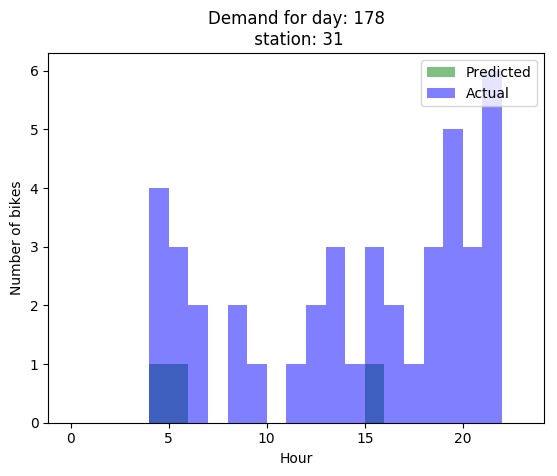 Demand for day: 178
station: 31
Predicted
Actual
Number of bikes
6
5
4
3
2
1
0
0
5
10
15
20
Hour